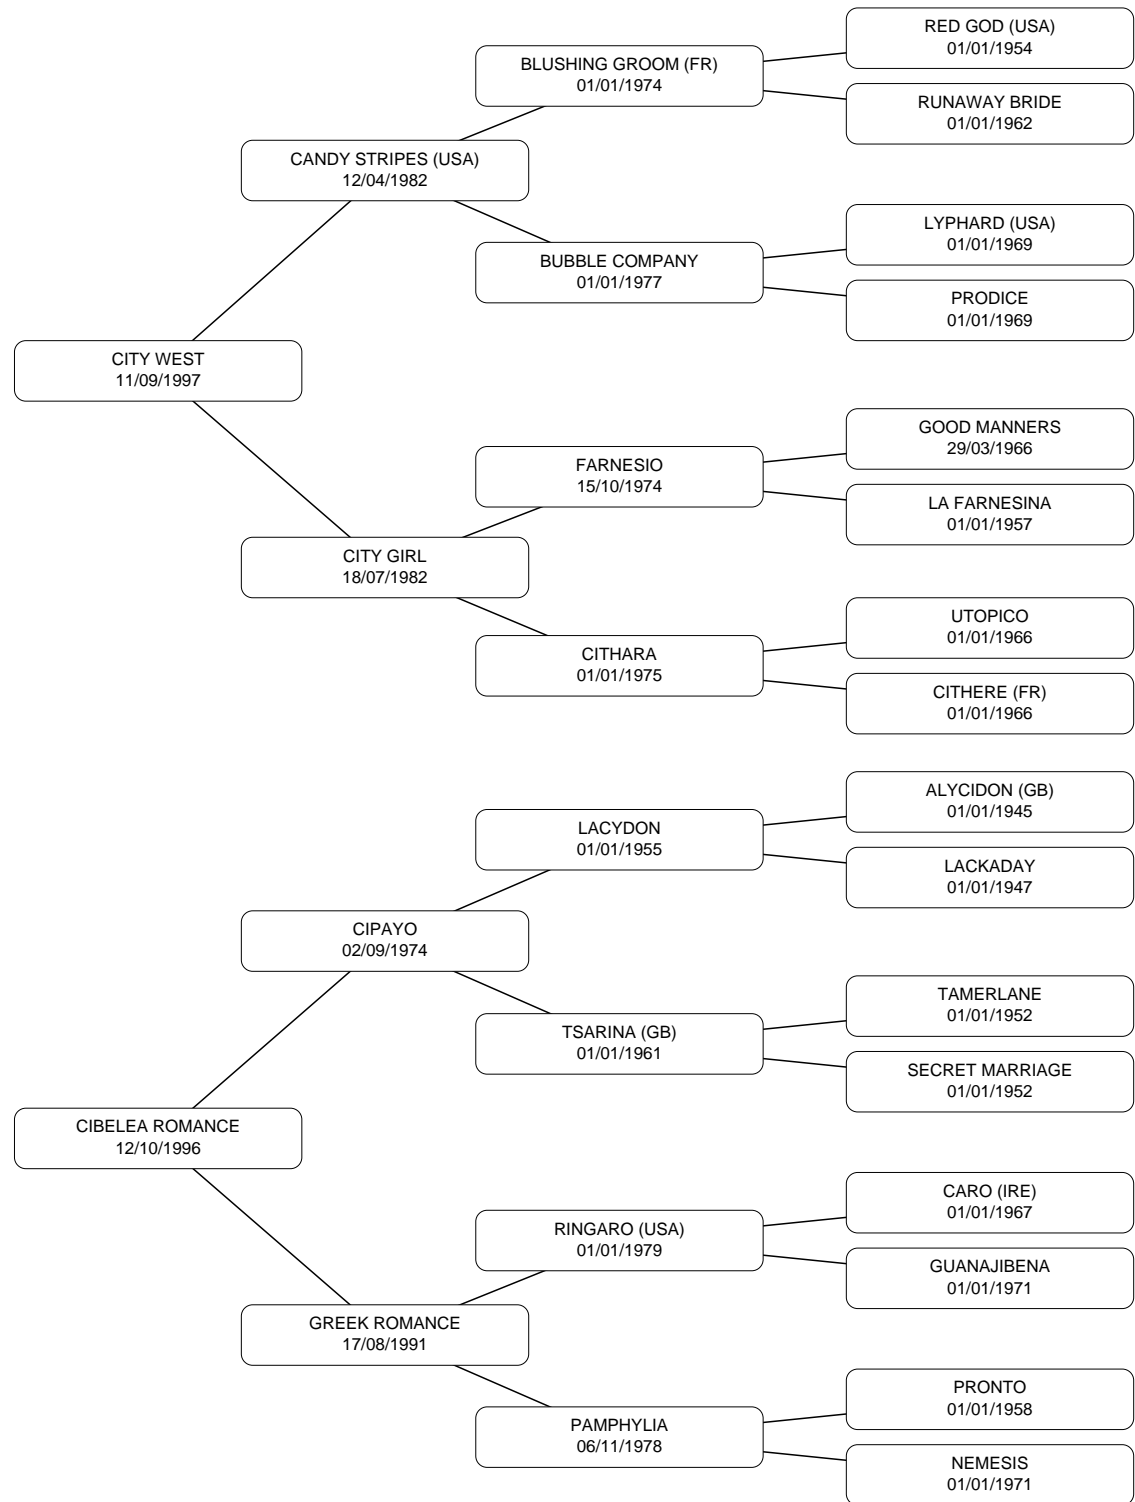 RED GOD (USA)
01/01/1954
BLUSHING GROOM (FR)
01/01/1974
RUNAWAY BRIDE
01/01/1962
CANDY STRIPES (USA)
12/04/1982
LYPHARD (USA)
01/01/1969
BUBBLE COMPANY
01/01/1977
PRODICE
01/01/1969
CITY WEST
11/09/1997
GOOD MANNERS
29/03/1966
FARNESIO
15/10/1974
LA FARNESINA
01/01/1957
CITY GIRL
18/07/1982
UTOPICO
01/01/1966
CITHARA
01/01/1975
CITHERE (FR)
01/01/1966
ALYCIDON (GB)
01/01/1945
LACYDON
01/01/1955
LACKADAY
01/01/1947
CIPAYO
02/09/1974
TAMERLANE
01/01/1952
TSARINA (GB)
01/01/1961
SECRET MARRIAGE
01/01/1952
CIBELEA ROMANCE
12/10/1996
CARO (IRE)
01/01/1967
RINGARO (USA)
01/01/1979
GUANAJIBENA
01/01/1971
GREEK ROMANCE
17/08/1991
PRONTO
01/01/1958
PAMPHYLIA
06/11/1978
NEMESIS
01/01/1971